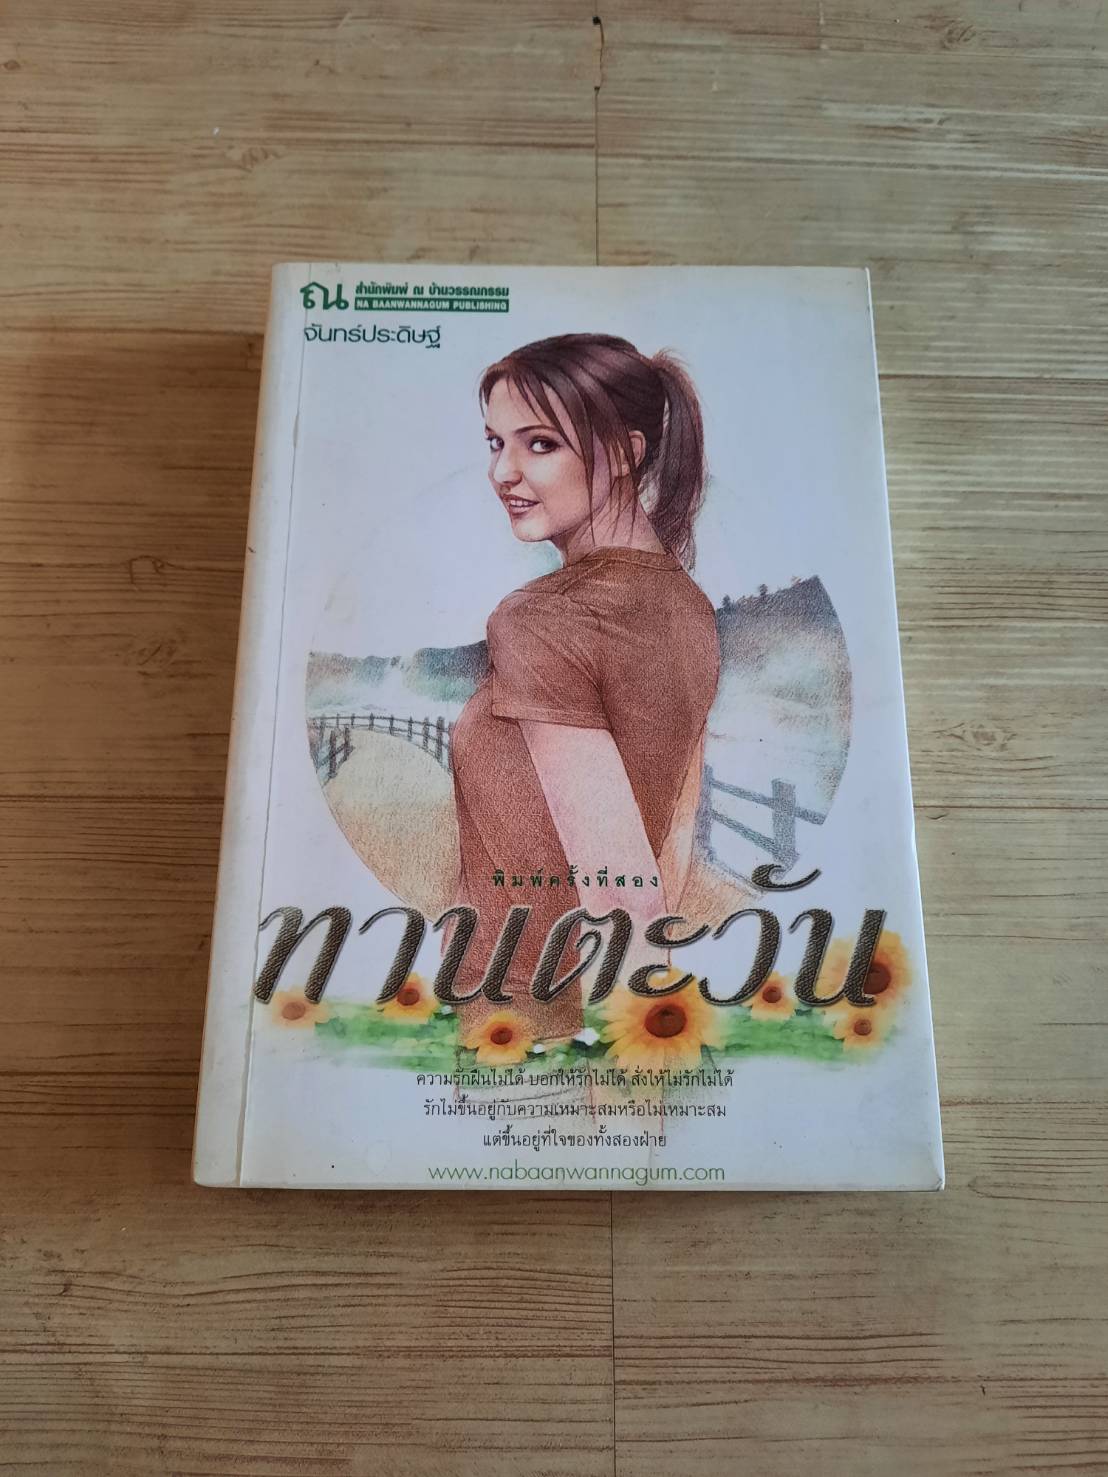 ณ สำนักพิมพ์ ณ บ้านวรรณกรรม
NA BAANWANNAGUM PUBLISHING
จันทร์ประดิษฐ์
พิมพ์ครั้งที่สอง
ทานตะวัน
ความรักฝืนไม่ได้ บอกให้รักไม่ได้ สั่งให้ไม่รักไม่ได้
รักไม่ขึ้นอยู่กับความเหมาะสมหรือไม่เหมาะสม
แต่ขึ้นอยู่ที่ใจของทั้งสองฝ่าย
www.nabaanwannagum.com